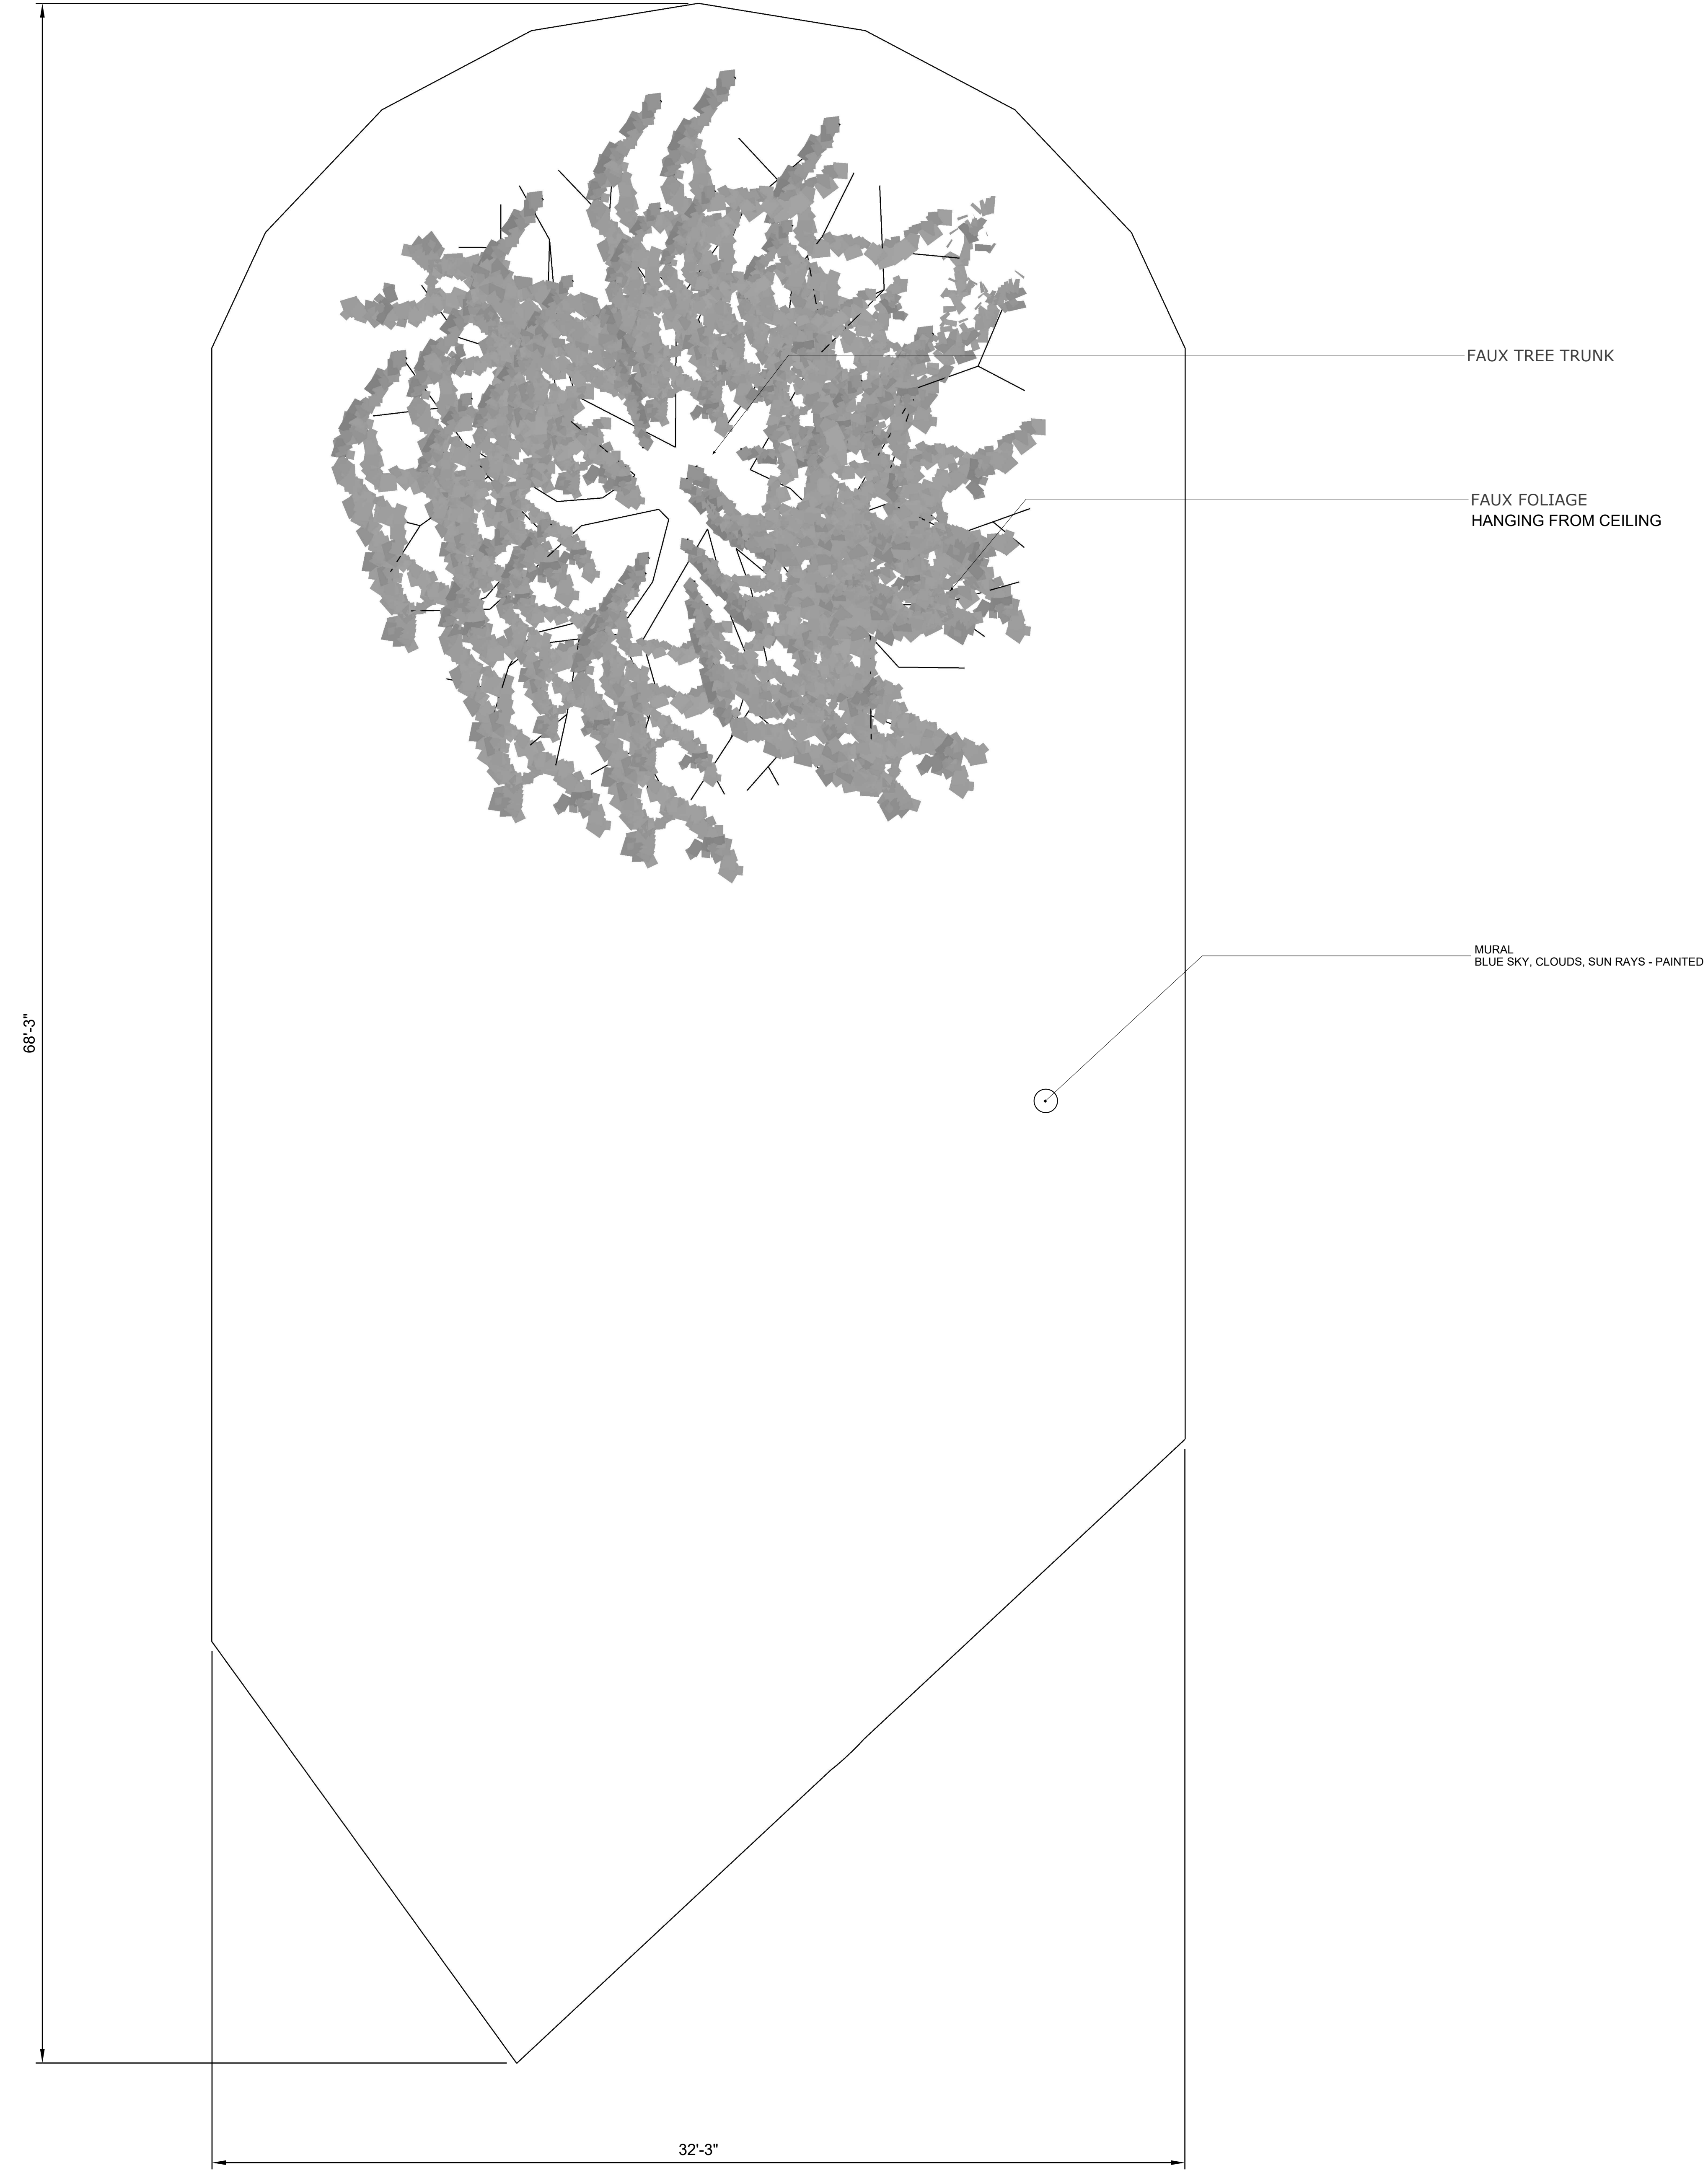 FAUX TREE TRUNK
FAUX FOLIAGE
HANGING FROM CEILING
MURAL
BLUE SKY, CLOUDS, SUN RAYS - PAINTED
68'-3"
32'-3"